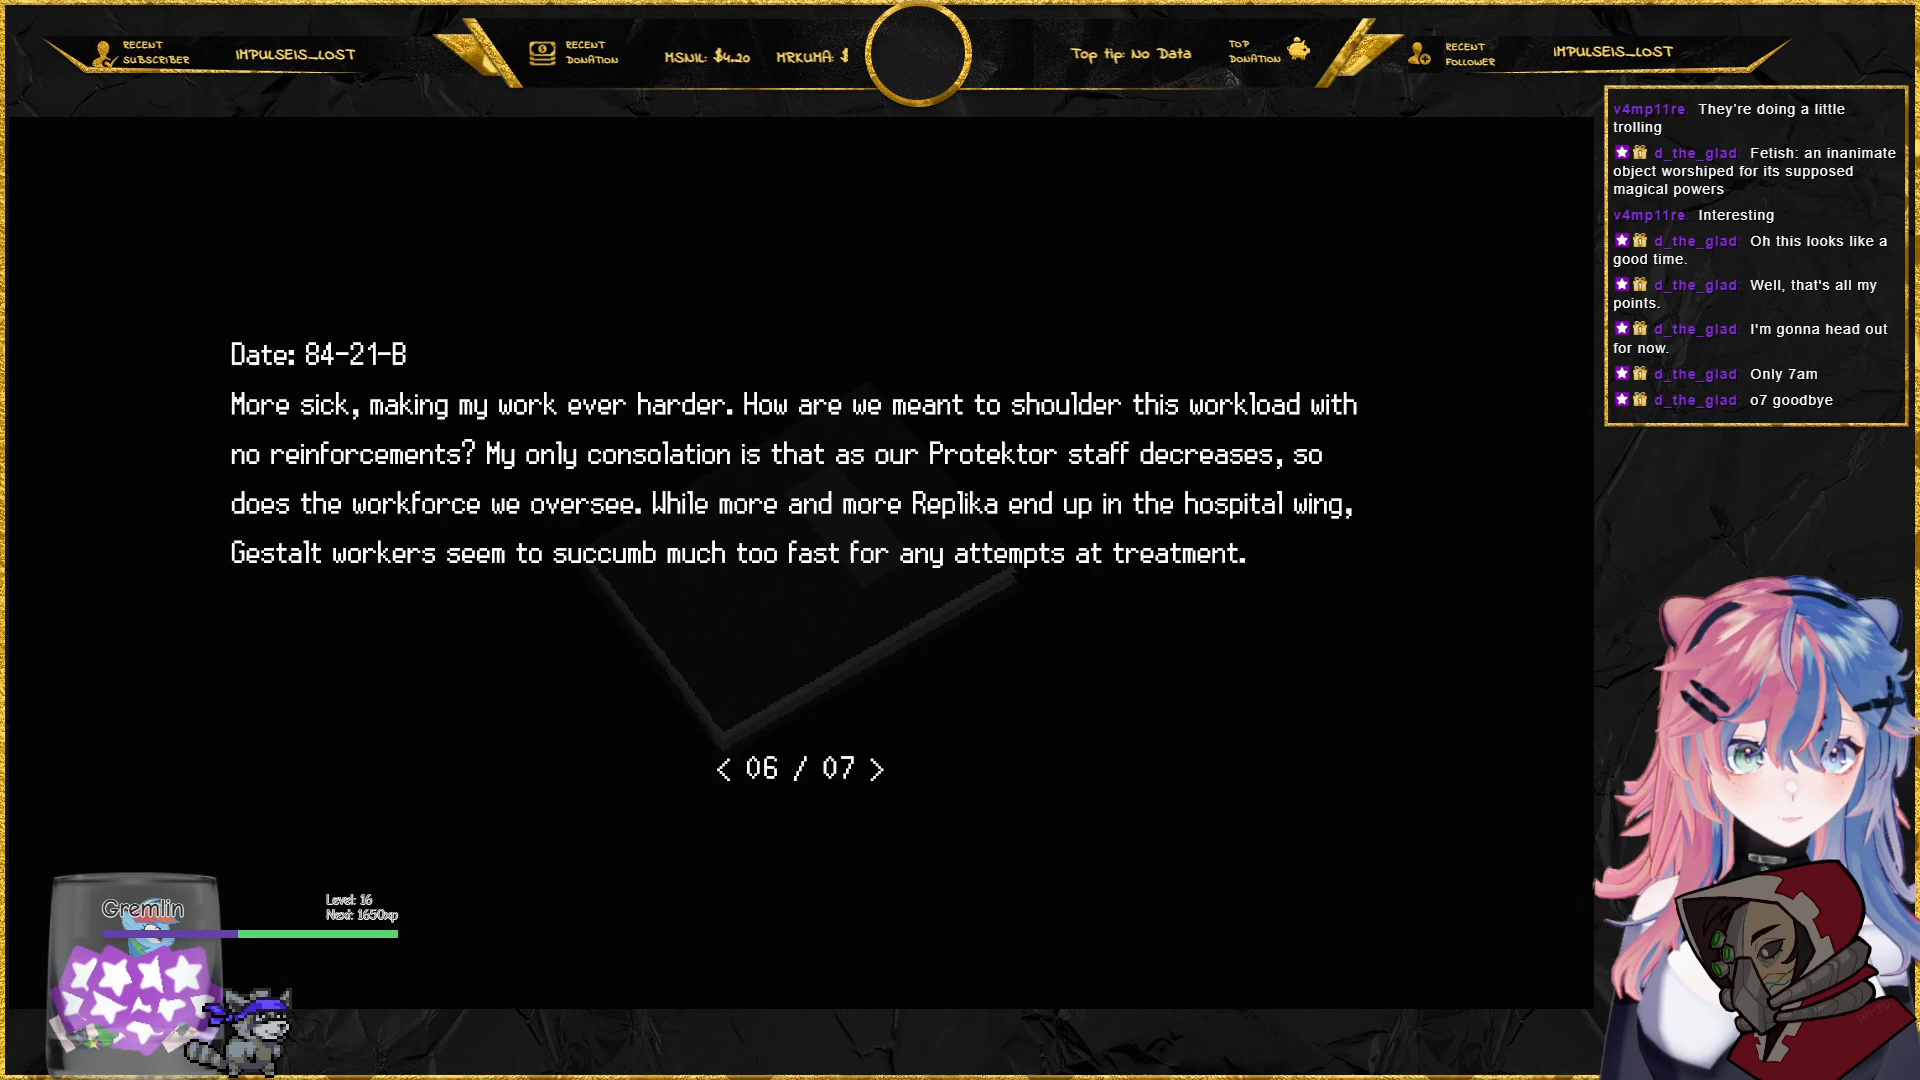 RECENT
SUBSCRIBER
IMPULSEIS_LOST
RECENT
DONATION
MSNIL: $4.20
MRKUMA: $
Top tip: No Data
TOP
DONATION
RECENT
FOLLOWER
IMPULSEIS_LOST
v4mp11re: They're doing a little
trolling
d_the_glad: Fetish: an inanimate
object worshiped for its supposed
magical powers
v4mp11re: Interesting
d_the_glad: Oh this looks like a
good time.
d_the_glad: Well, that's all my
points.
d_the_glad: I'm gonna head out
for now.
d_the_glad: Only 7am
d_the_glad: o7 goodbye
Date: 84-21-B
More sick, making my work ever harder. How are we meant to shoulder this workload with
no reinforcements? My only consolation is that as our Protektor staff decreases, so
does the workforce we oversee. While more and more Replika end up in the hospital wing,
Gestalt workers seem to succumb much too fast for any attempts at treatment.
< 06 / 07 >
Gremlin
Level: 16
Next: 1650xp